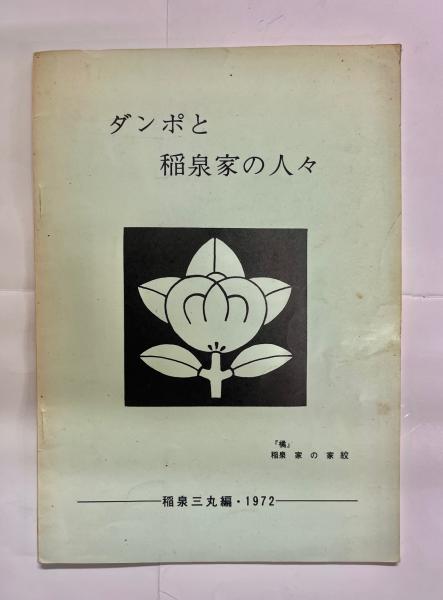 ダンポと
稲泉家の人々
『橘』
稲泉 家 の 家 紋
稲泉三丸編・1972